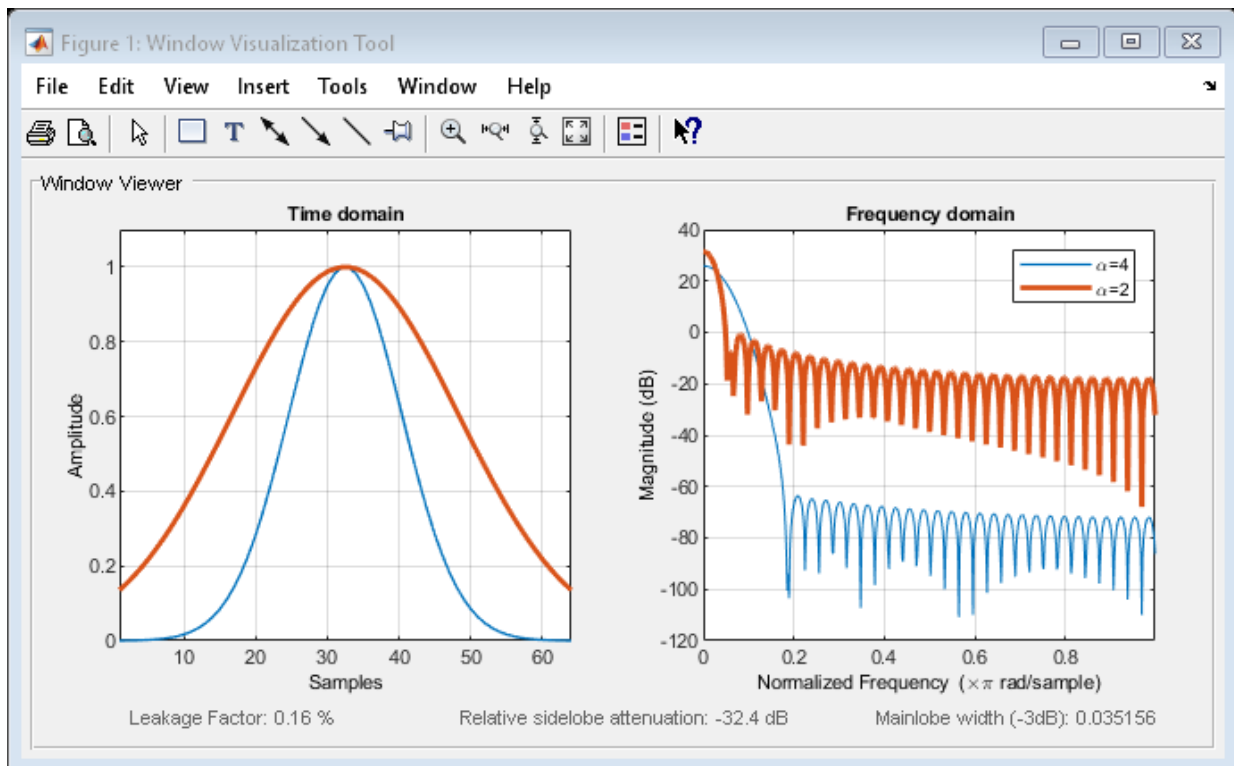 Figure 1: Window Visualization Tool
File Edit View Insert Tools Window Help
T
?
Window Viewer
Time domain
1
0.8
0.6
0.4
0.2
0
10 20 30 40 50 60
Amplitude
Samples
Frequency domain
α=4
α=2
40
20
0
-20
-40
-60
-80
-100
-120
0 0.2 0.4 0.6 0.8
Magnitude (dB)
Normalized Frequency (×π rad/sample)
Leakage Factor: 0.16 % Relative sidelobe attenuation: -32.4 dB Mainlobe width (-3dB): 0.035156